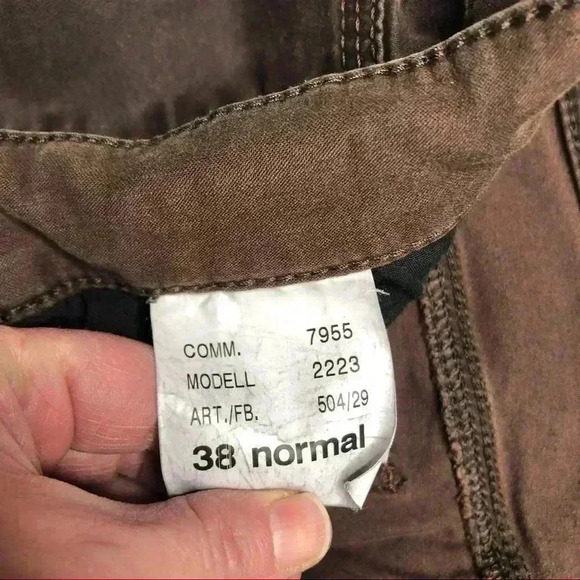 COMM. 7955
MODELL 2223
ART./FB. 504/29
38 normal